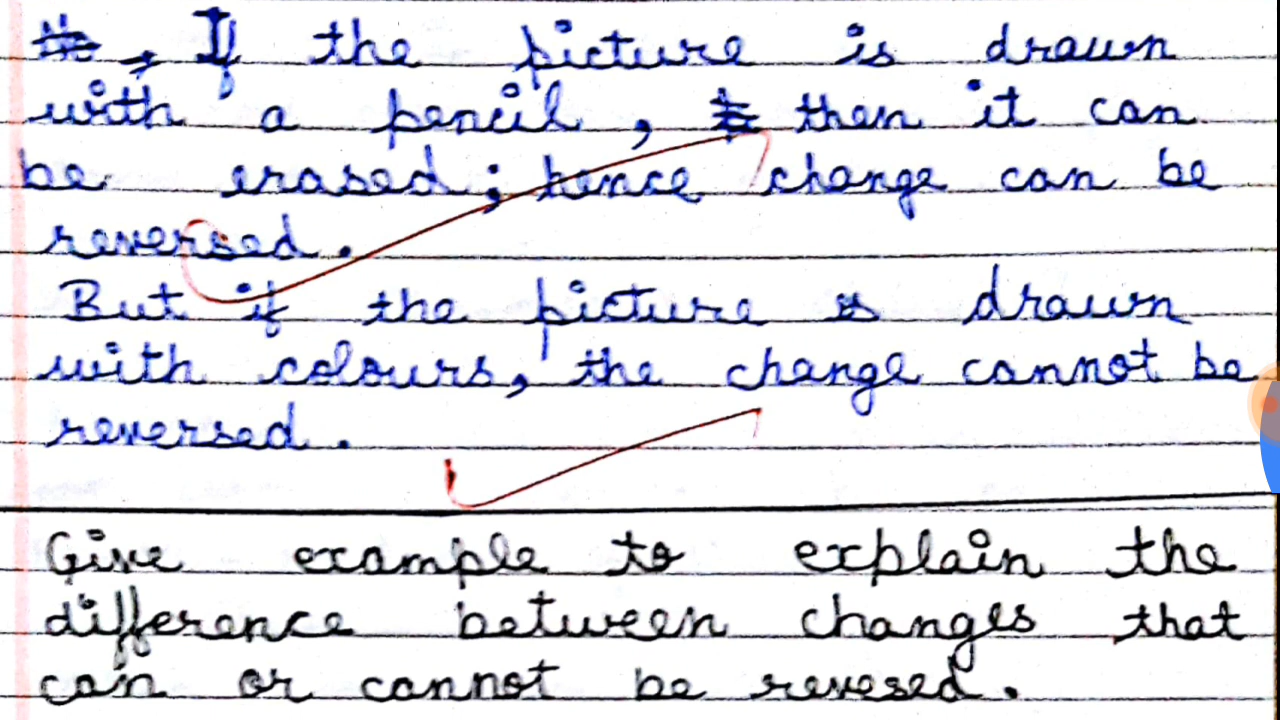 , If the picture is drawn
with a pencil, then it can
be erased; hence change can be
reversed.
But if the picture is drawn
with colours, the change cannot be
reversed.
Give example to explain the
difference between changes that
can or cannot be revesed.